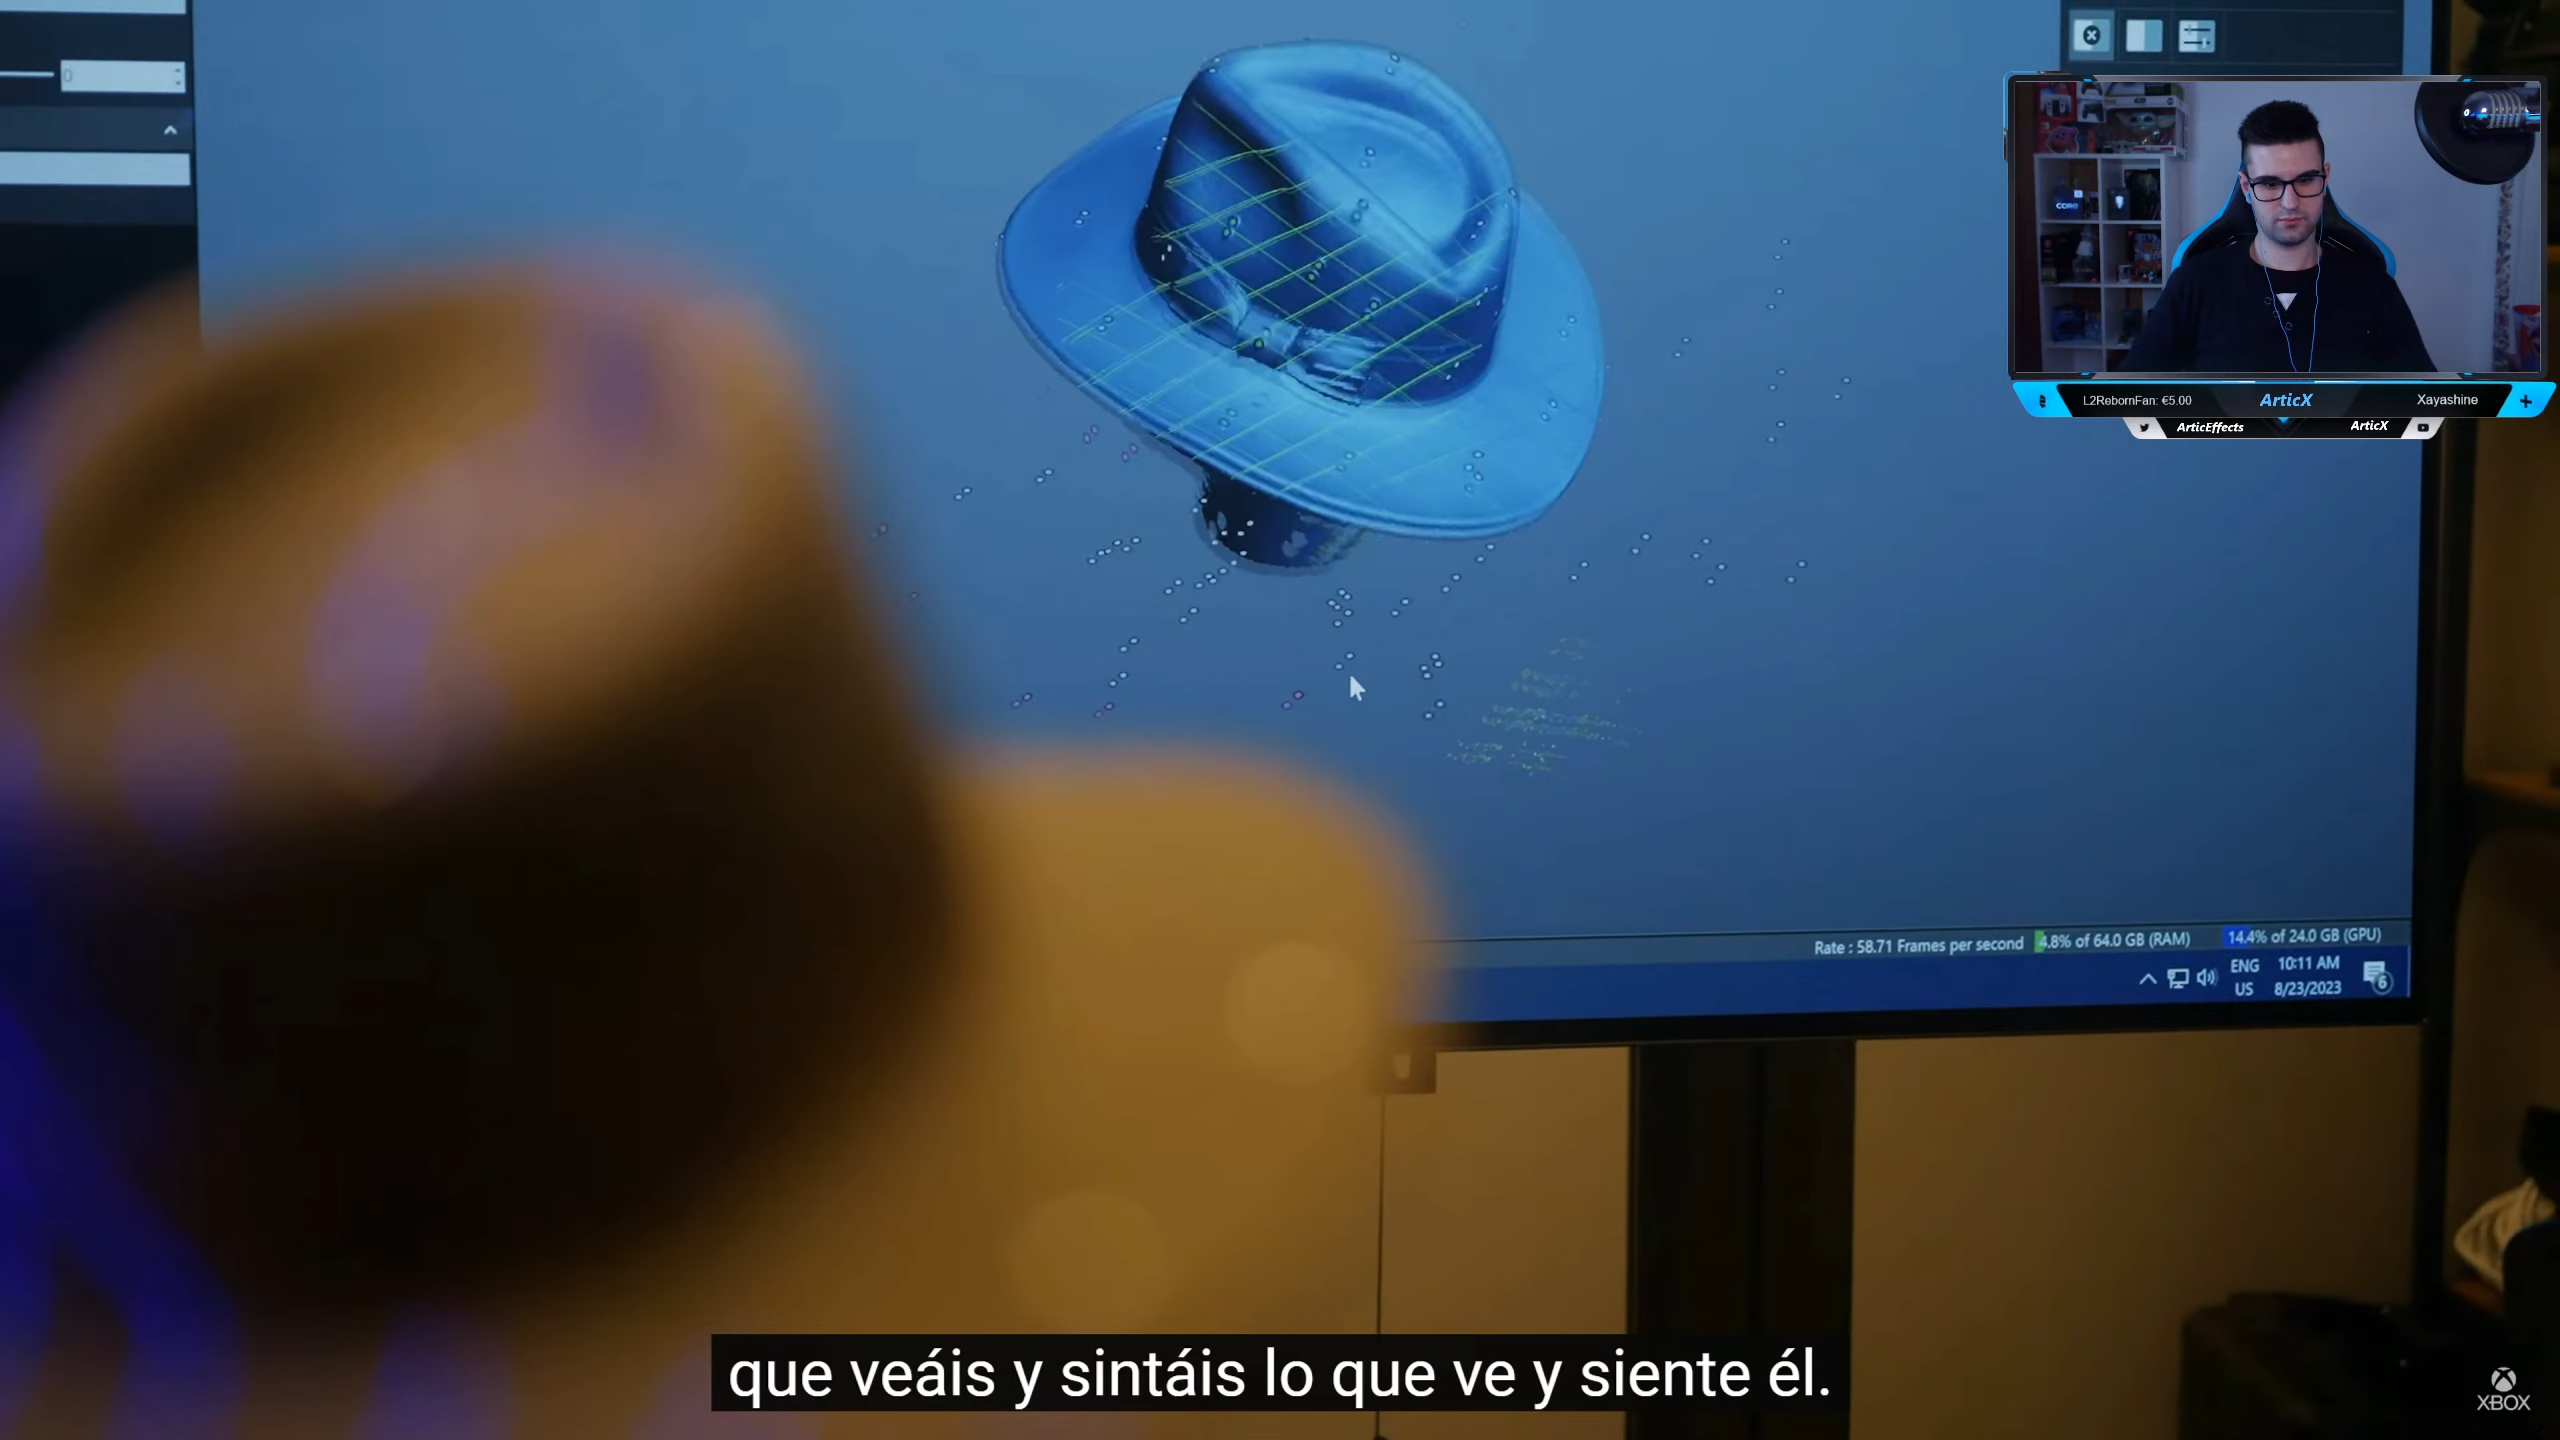 0
L2RebornFan: €5.00
ArticX
Xayashine
ArticEffects
ArticX
Rate : 58.71 Frames per second
4.8% of 64.0 GB (RAM)
14.4% of 24.0 GB (GPU)
ENG
US
10:11 AM
8/23/2023
6
que veáis y sintáis lo que ve y siente él.
XBOX